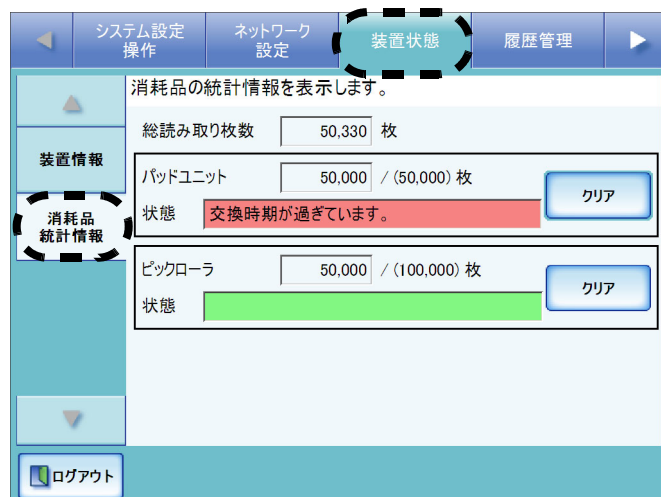 システム設定
操作
ネットワーク
設定
装置状態
履歴管理
装置情報
消耗品
統計情報
ログアウト
消耗品の統計情報を表示します。
総読み取り枚数 50,330 枚
パッドユニット 50,000 / (50,000) 枚
状態 交換時期が過ぎています。
クリア
ピックローラ 50,000 / (100,000) 枚
状態
クリア